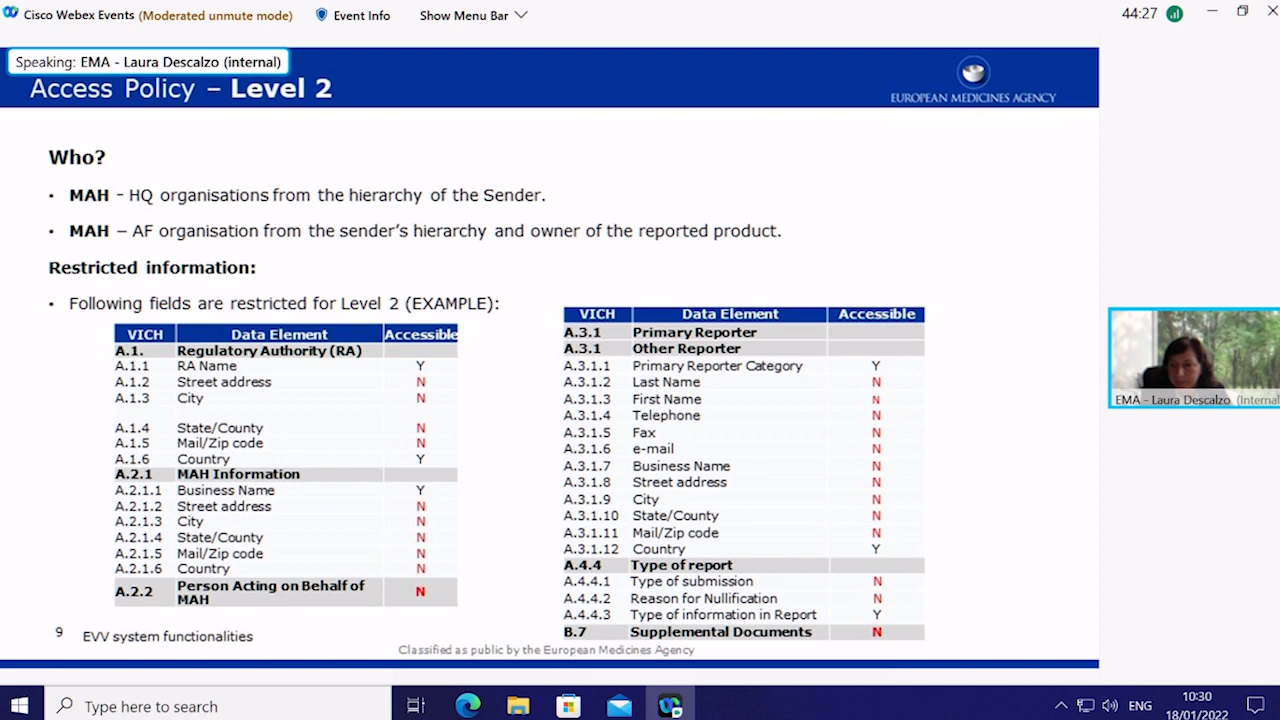 Cisco Webex Events (Moderated unmute mode) Event Info Show Menu Bar 44:27
Speaking: EMA - Laura Descalzo (internal)
Access Policy – Level 2
EUROPEAN MEDICINES AGENCY
Who?
• MAH - HQ organisations from the hierarchy of the Sender.
• MAH – AF organisation from the sender's hierarchy and owner of the reported product.
Restricted information:
• Following fields are restricted for Level 2 (EXAMPLE):
VICH Data Element Accessible
A.1. Regulatory Authority (RA)
A.1.1 RA Name Y
A.1.2 Street address N
A.1.3 City N
A.1.4 State/County N
A.1.5 Mail/Zip code N
A.1.6 Country Y
A.2.1 MAH Information
A.2.1.1 Business Name Y
A.2.1.2 Street address N
A.2.1.3 City N
A.2.1.4 State/County N
A.2.1.5 Mail/Zip code N
A.2.1.6 Country N
A.2.2 Person Acting on Behalf of N
MAH
VICH Data Element Accessible
A.3.1 Primary Reporter
A.3.1 Other Reporter
A.3.1.1 Primary Reporter Category Y
A.3.1.2 Last Name N
A.3.1.3 First Name N
A.3.1.4 Telephone N
A.3.1.5 Fax N
A.3.1.6 e-mail N
A.3.1.7 Business Name N
A.3.1.8 Street address N
A.3.1.9 City N
A.3.1.10 State/County N
A.3.1.11 Mail/Zip code N
A.3.1.12 Country Y
A.4.4 Type of report
A.4.4.1 Type of submission N
A.4.4.2 Reason for Nullification N
A.4.4.3 Type of information in Report Y
B.7 Supplemental Documents N
9 EVV system functionalities
Classified as public by the European Medicines Agency
EMA - Laura Descalzo (Internal
Type here to search
ENG
10:30
18/01/2022